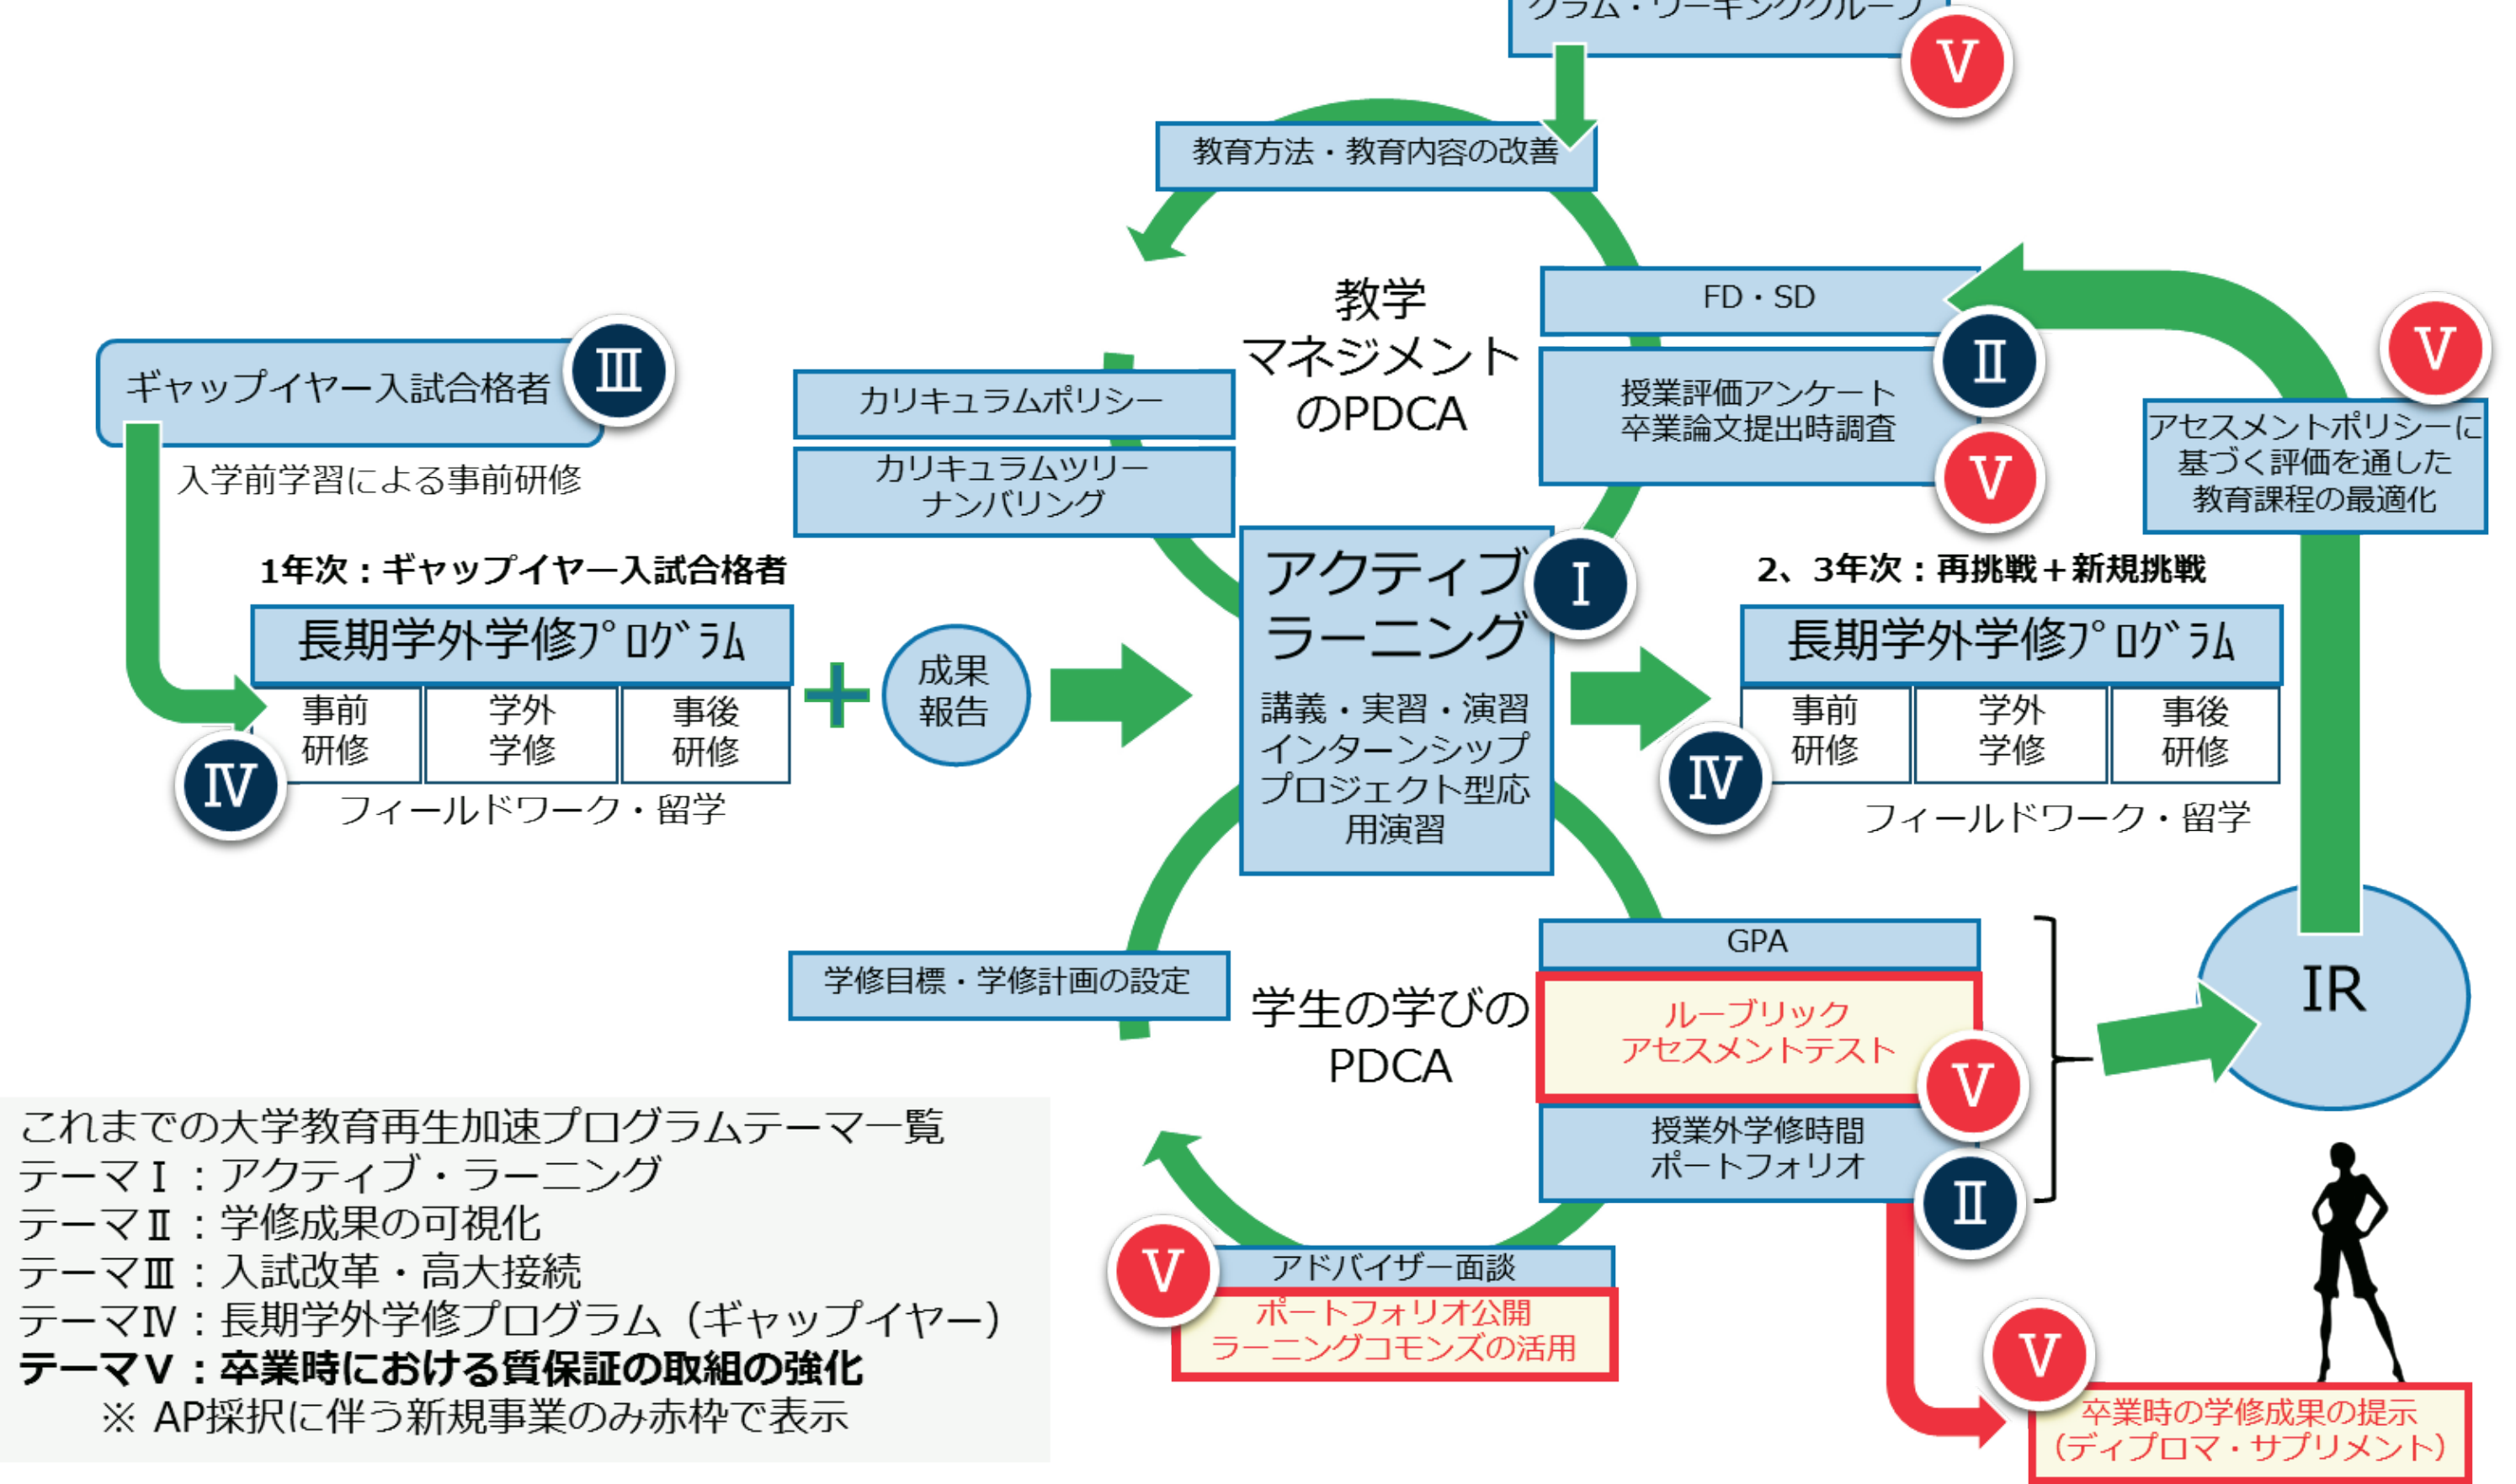 グラム・ワーキンググループ
Ⅴ
教育方法・教育内容の改善
教学
マネジメント
のPDCA
FD・SD
Ⅱ
授業評価アンケート
卒業論文提出時調査
Ⅴ
Ⅴ
アセスメントポリシーに
基づく評価を通した
教育課程の最適化
ギャップイヤー入試合格者
Ⅲ
入学前学習による事前研修
カリキュラムポリシー
カリキュラムツリー
ナンバリング
1年次：ギャップイヤー入試合格者
長期学外学修ﾌﾟﾛｸﾞﾗﾑ
事前
研修
学外
学修
事後
研修
Ⅳ
フィールドワーク・留学
成果
報告
アクティブ
ラーニング
Ⅰ
講義・実習・演習
インターンシップ
プロジェクト型応
用演習
2、3年次：再挑戦＋新規挑戦
長期学外学修ﾌﾟﾛｸﾞﾗﾑ
事前
研修
学外
学修
事後
研修
Ⅳ
フィールドワーク・留学
学修目標・学修計画の設定
学生の学びの
PDCA
GPA
ルーブリック
アセスメントテスト
Ⅴ
授業外学修時間
ポートフォリオ
Ⅱ
IR
Ⅴ
アドバイザー面談
ポートフォリオ公開
ラーニングコモンズの活用
Ⅴ
卒業時の学修成果の提示
（ディプロマ・サプリメント）
これまでの大学教育再生加速プログラムテーマ一覧
テーマⅠ：アクティブ・ラーニング
テーマⅡ：学修成果の可視化
テーマⅢ：入試改革・高大接続
テーマⅣ：長期学外学修プログラム（ギャップイヤー）
テーマⅤ：卒業時における質保証の取組の強化
※ AP採択に伴う新規事業のみ赤枠で表示